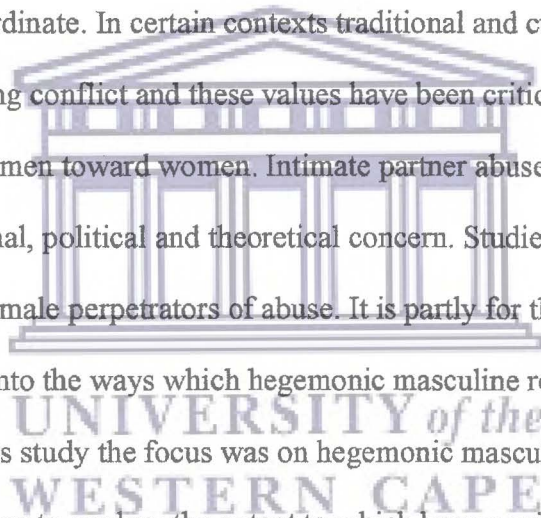 rdinate. In certain contexts traditional and c
ng conflict and these values have been critic
men toward women. Intimate partner abuse
nal, political and theoretical concern. Studie
male perpetrators of abuse. It is partly for th
nto the ways which hegemonic masculine r
UNIVERSITY of the
s study the focus was on hegemonic mascu
WESTERN CAPE